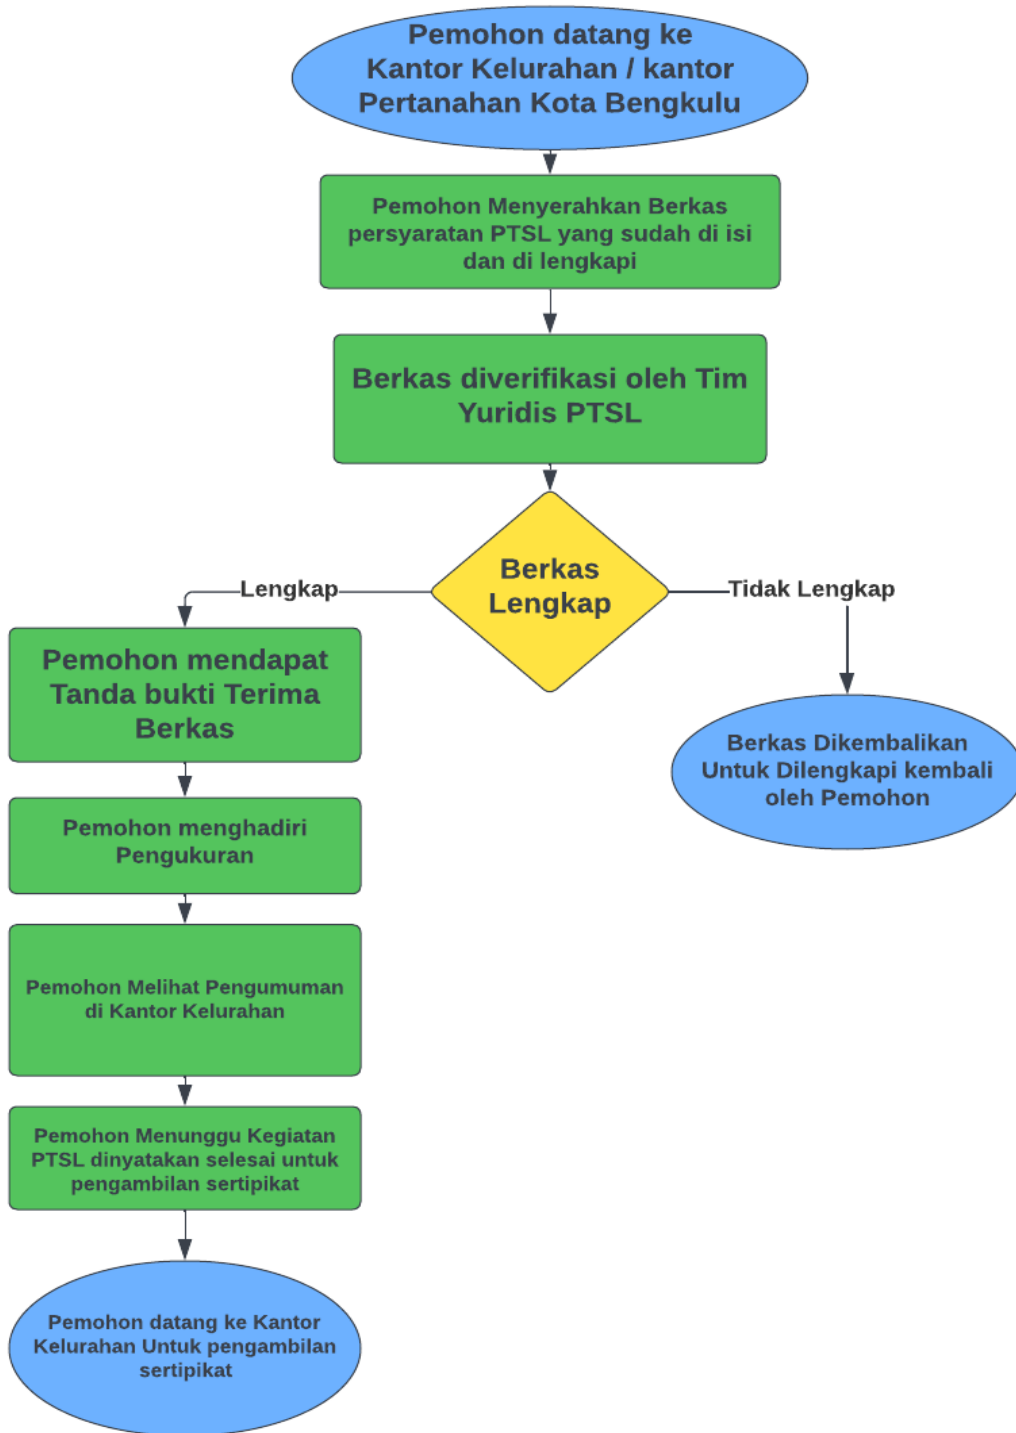 Pemohon datang ke
Kantor Kelurahan / kantor
Pertanahan Kota Bengkulu
Pemohon Menyerahkan Berkas
persyaratan PTSL yang sudah di isi
dan di lengkapi
Berkas diverifikasi oleh Tim
Yuridis PTSL
Berkas
Lengkap
Lengkap
Tidak Lengkap
Pemohon mendapat
Tanda bukti Terima
Berkas
Berkas Dikembalikan
Untuk Dilengkapi kembali
oleh Pemohon
Pemohon menghadiri
Pengukuran
Pemohon Melihat Pengumuman
di Kantor Kelurahan
Pemohon Menunggu Kegiatan
PTSL dinyatakan selesai untuk
pengambilan sertipikat
Pemohon datang ke Kantor
Kelurahan Untuk pengambilan
sertipikat